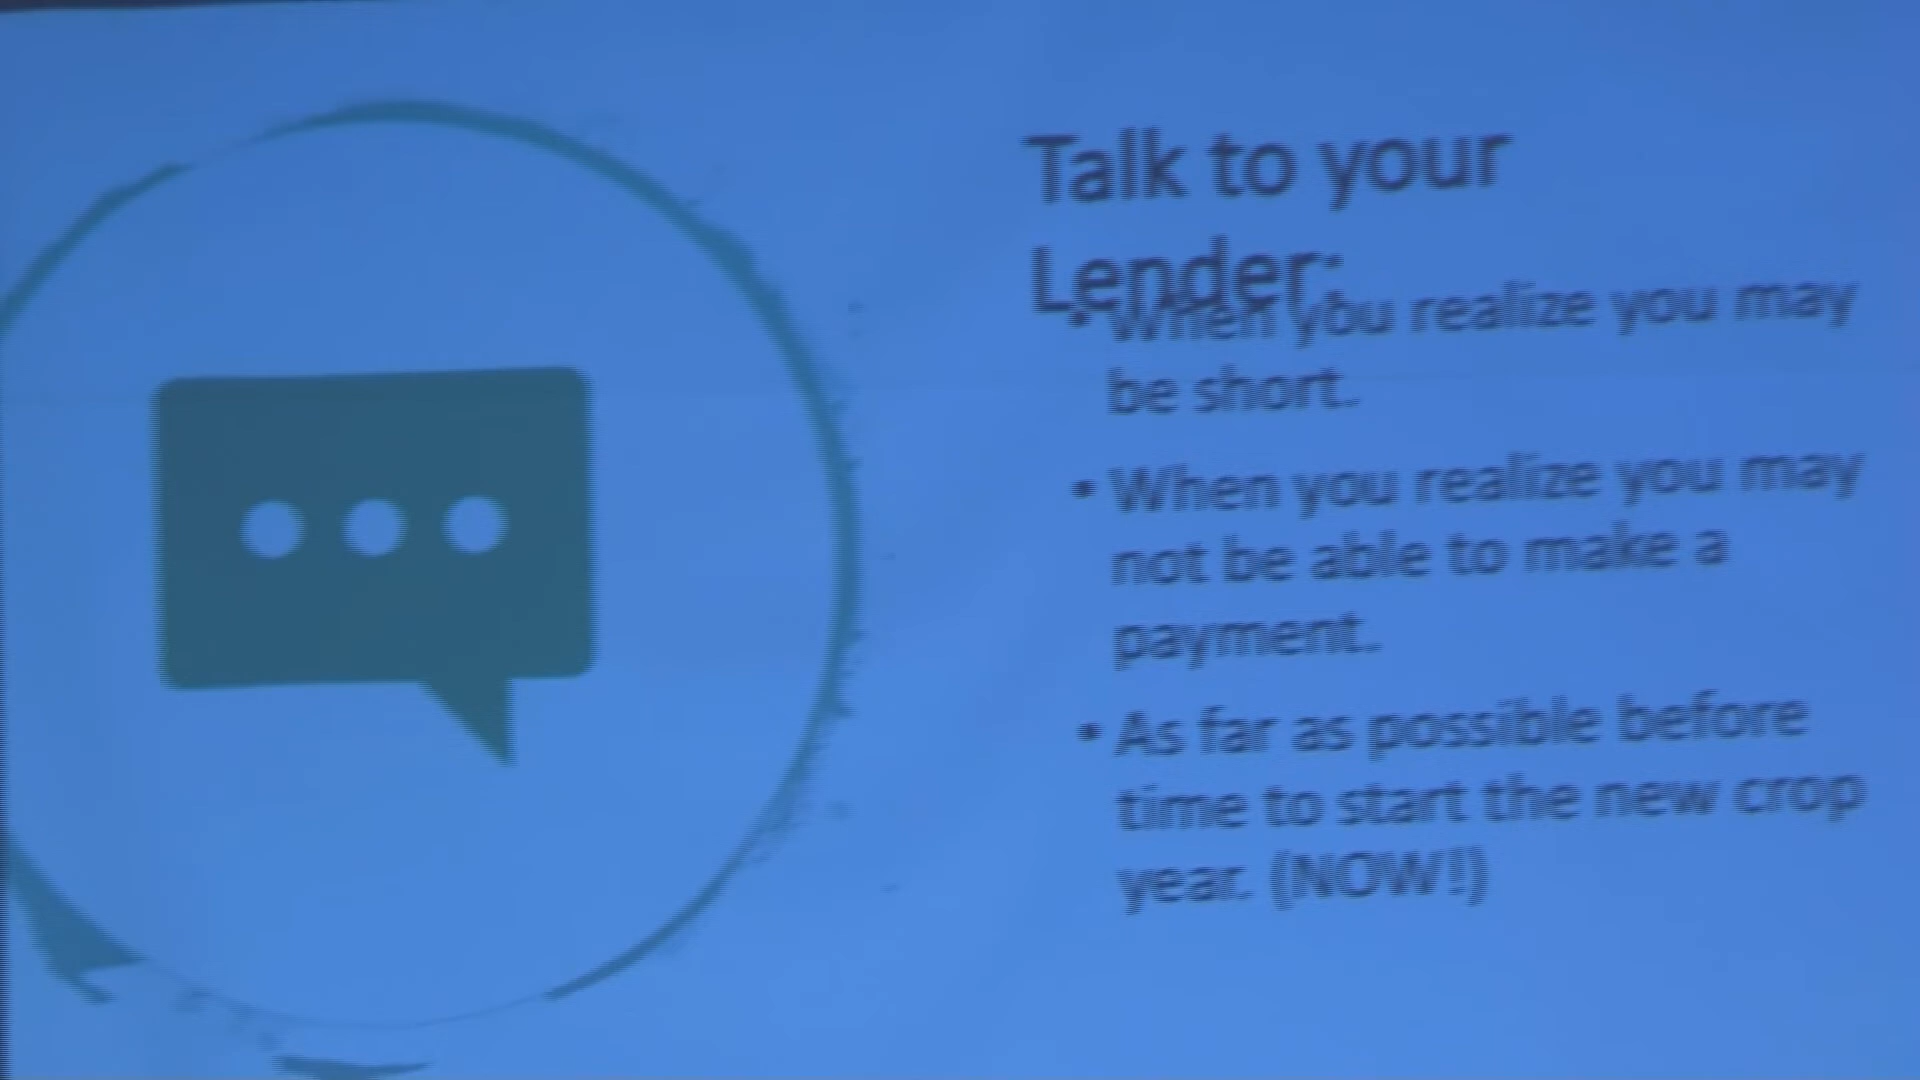 Talk to your
Lender:
• When you realize you may
be short.
• When you realize you may
not be able to make a
payment.
• As far as possible before
time to start the new crop
year. (NOW!)